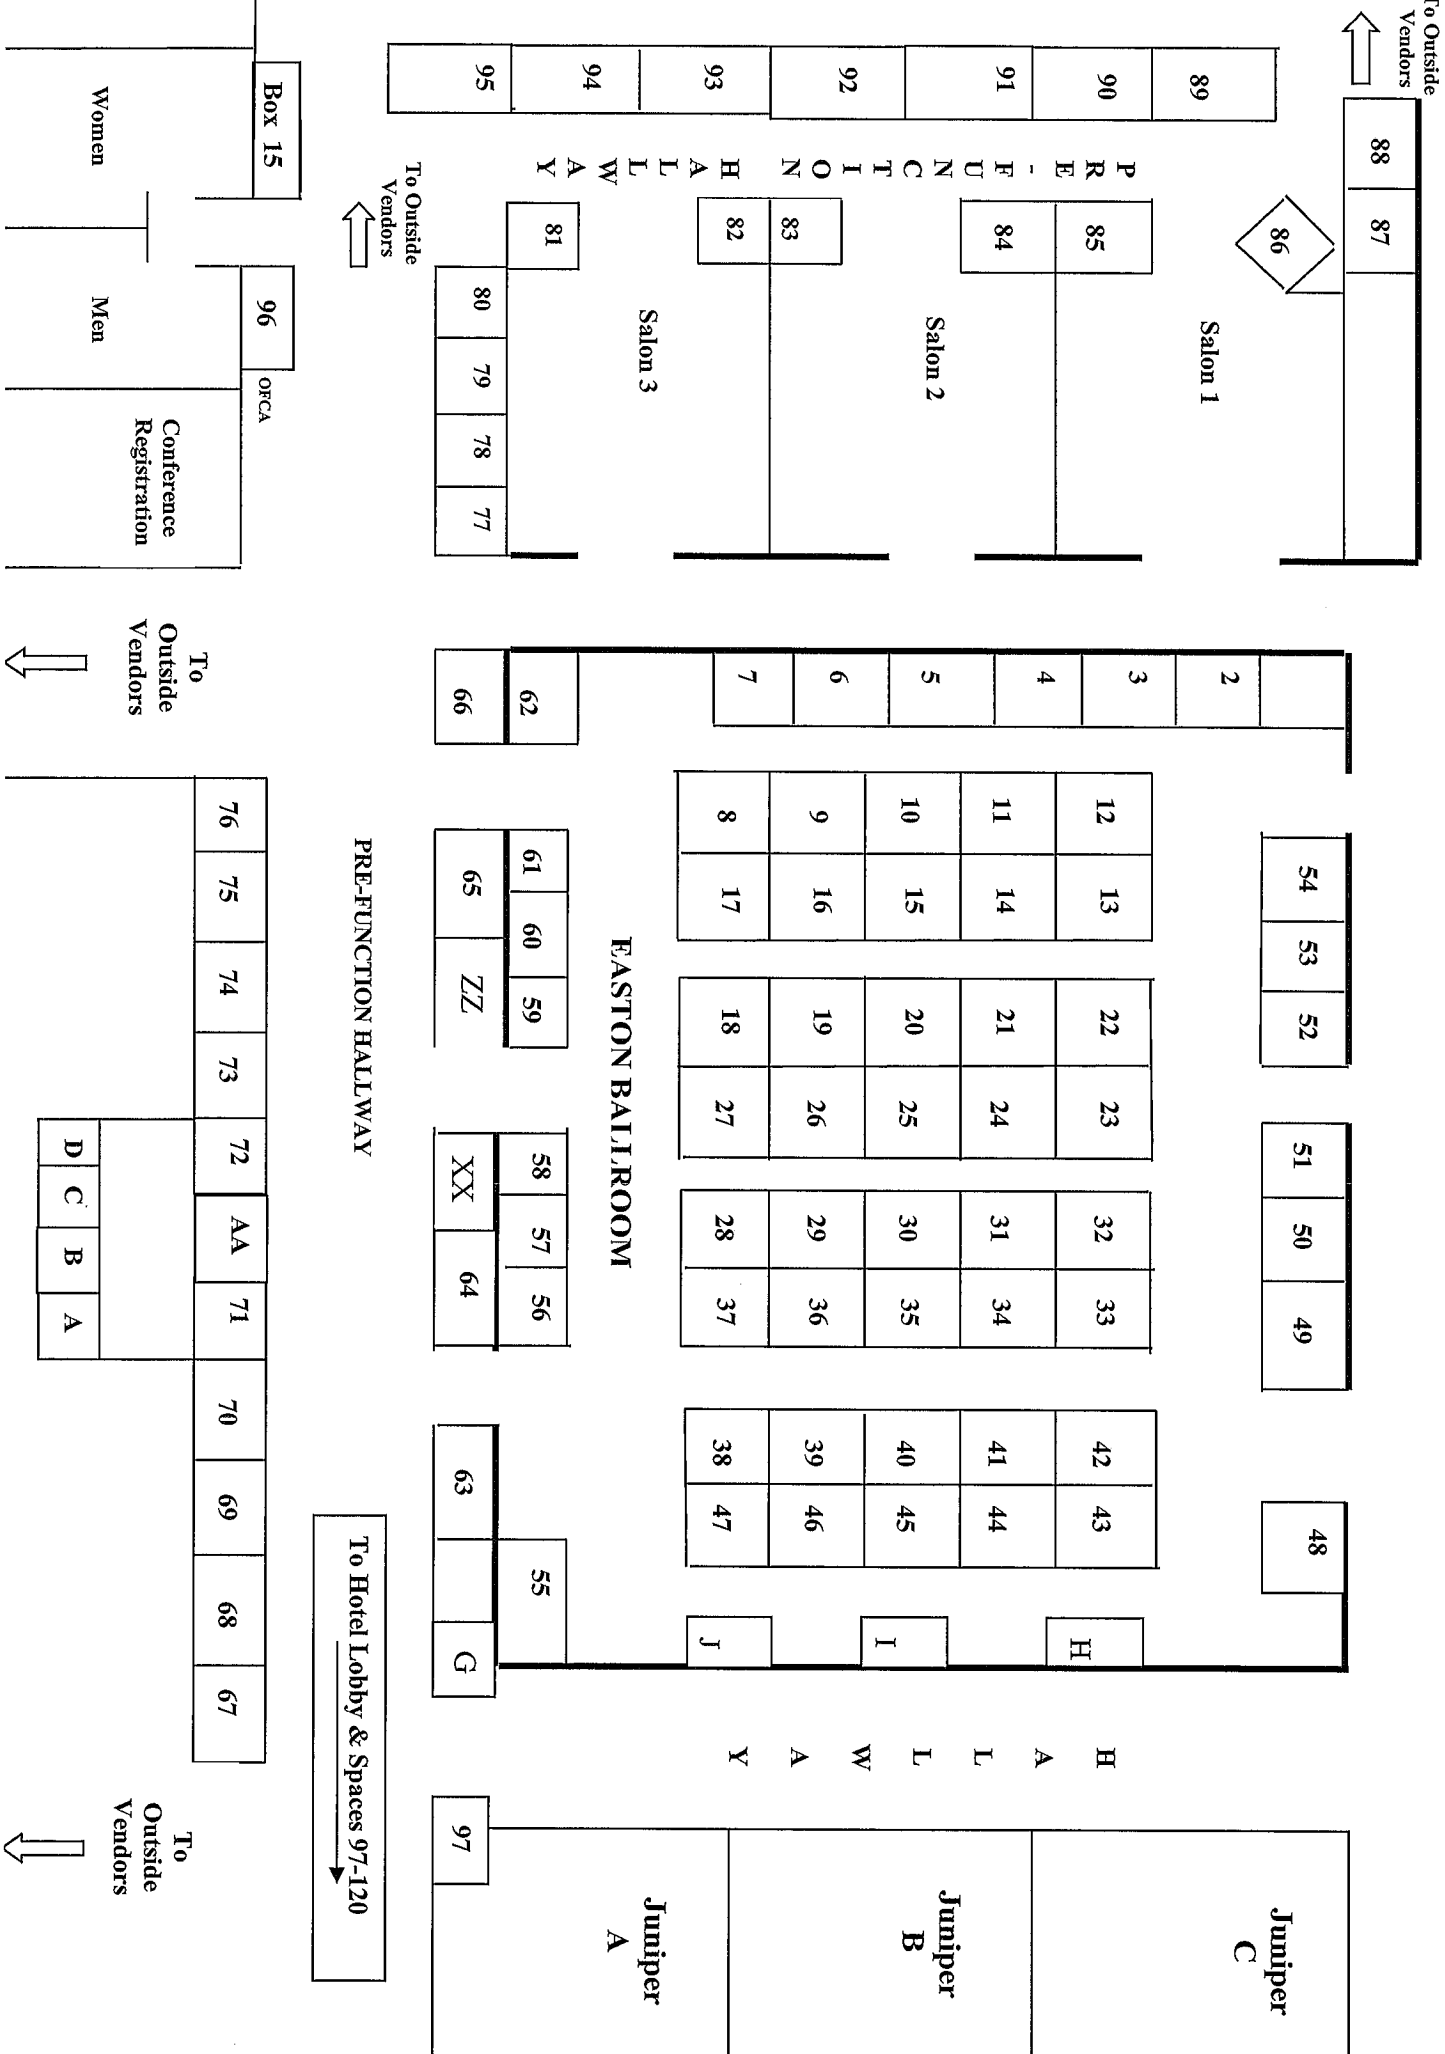 To Outside
Vendors
88
87
86
89
90
91
92
93
94
95
PRE-FUNCTION HALLWAY
85
84
83
82
81
Salon 1
Salon 2
Salon 3
To Outside
Vendors
80
79
78
77
Box 15
Women
Men
96
OFCA
Conference
Registration
To
Outside
Vendors
2
3
4
5
6
7
62
66
54
53
52
51
50
49
48
12
11
10
9
8
13
14
15
16
17
22
21
20
19
18
23
24
25
26
27
32
31
30
29
28
33
34
35
36
37
42
41
40
39
38
43
44
45
46
47
H
I
J
EASTON BALLROOM
61
60
59
58
57
56
55
65
ZZ
XX
64
63
G
PRE-FUNCTION HALLWAY
76
75
74
73
72
AA
71
70
69
68
67
D
C
B
A
To Hotel Lobby & Spaces 97-120
To
Outside
Vendors
HALLWAY
97
Juniper
C
Juniper
B
Juniper
A